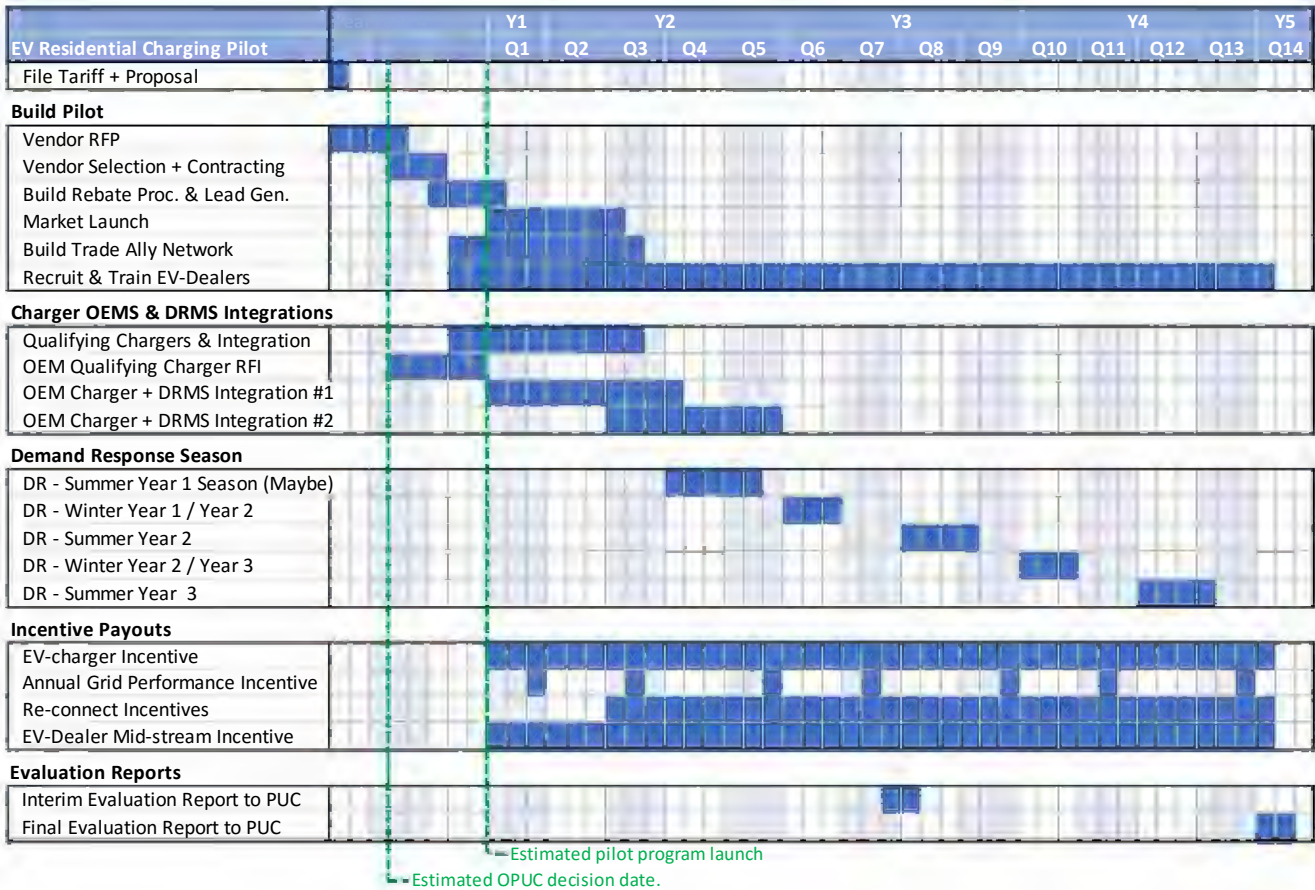 Y1 Y2 Y3 Y4 Y5
EV Residential Charging Pilot Q1 Q2 Q3 Q4 Q5 Q6 Q7 Q8 Q9 Q10 Q11 Q12 Q13 Q14
File Tariff + Proposal
Build Pilot
Vendor RFP
Vendor Selection + Contracting
Build Rebate Proc. & Lead Gen.
Market Launch
Build Trade Ally Network
Recruit & Train EV-Dealers
Charger OEMS & DRMS Integrations
Qualifying Chargers & Integration
OEM Qualifying Charger RFI
OEM Charger + DRMS Integration #1
OEM Charger + DRMS Integration #2
Demand Response Season
DR - Summer Year 1 Season (Maybe)
DR - Winter Year 1 / Year 2
DR - Summer Year 2
DR - Winter Year 2 / Year 3
DR - Summer Year 3
Incentive Payouts
EV-charger Incentive
Annual Grid Performance Incentive
Re-connect Incentives
EV-Dealer Mid-stream Incentive
Evaluation Reports
Interim Evaluation Report to PUC
Final Evaluation Report to PUC
Estimated pilot program launch
Estimated OPUC decision date.